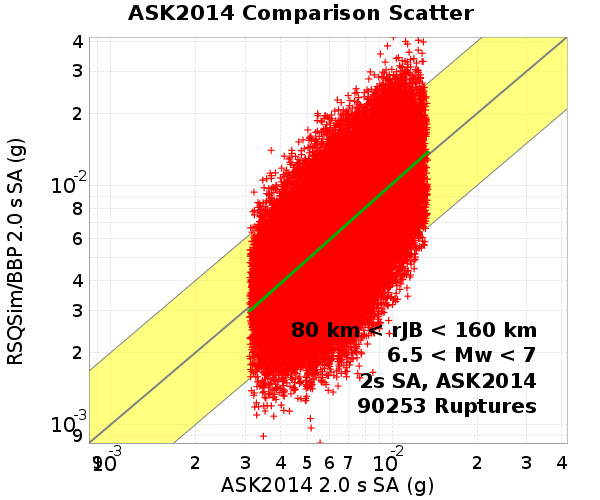 ASK2014 Comparison Scatter
RSQSim/BBP 2.0 s SA (g)
4
3
2
10-2
8
6
4
3
2
10-3
9
80 km < rJB < 160 km
6.5 < Mw < 7
2s SA, ASK2014
90253 Ruptures
9 10-3 2 3 4 5 6 7 10-2 2 3 4
ASK2014 2.0 s SA (g)